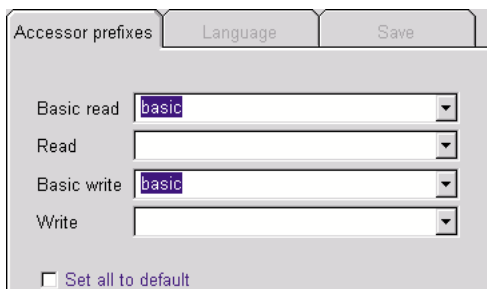 Accessor prefixes Language Save
Basic read basic
Read
Basic write basic
Write
Set all to default